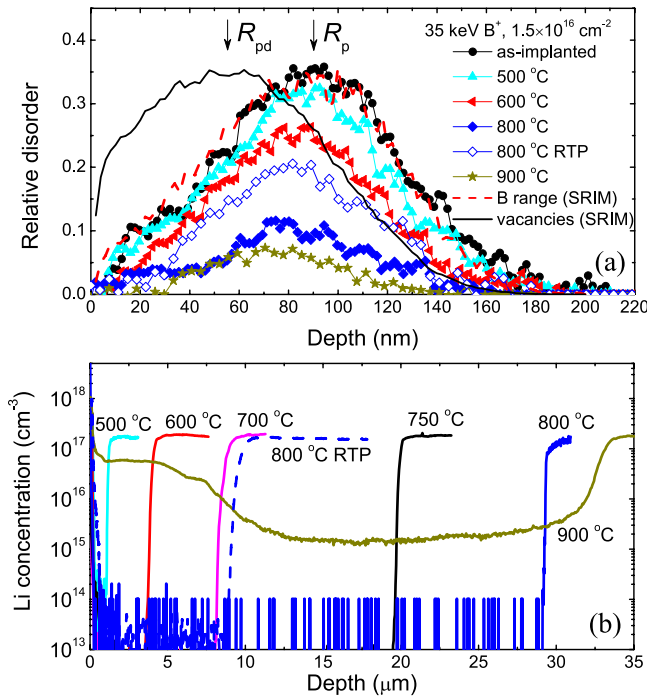 R_pd R_p
35 keV B⁺, 1.5×10¹⁶ cm⁻²
as-implanted
500 °C
600 °C
800 °C
800 °C RTP
900 °C
B range (SRIM)
vacancies (SRIM)
(a)
Relative disorder
0.4
0.3
0.2
0.1
0.0
0 20 40 60 80 100 120 140 160 180 200 220
Depth (nm)
Li concentration (cm⁻³)
10¹⁸
10¹⁷
10¹⁶
10¹⁵
10¹⁴
10¹³
500 °C
600 °C
700 °C
800 °C RTP
750 °C
800 °C
900 °C
(b)
0 5 10 15 20 25 30 35
Depth (μm)